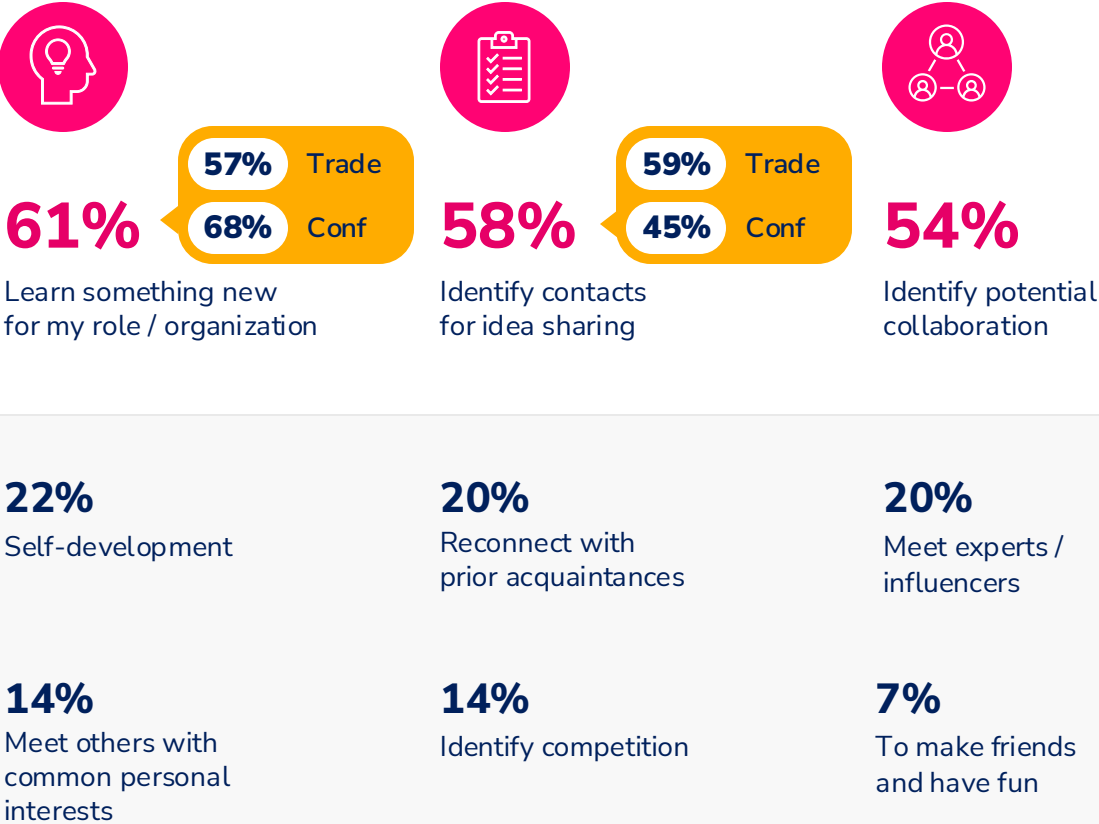 57% Trade
68% Conf
61%
Learn something new
for my role / organization
59% Trade
45% Conf
58%
Identify contacts
for idea sharing
54%
Identify potential
collaboration
22%
Self-development
20%
Reconnect with
prior acquaintances
20%
Meet experts /
influencers
14%
Meet others with
common personal
interests
14%
Identify competition
7%
To make friends
and have fun